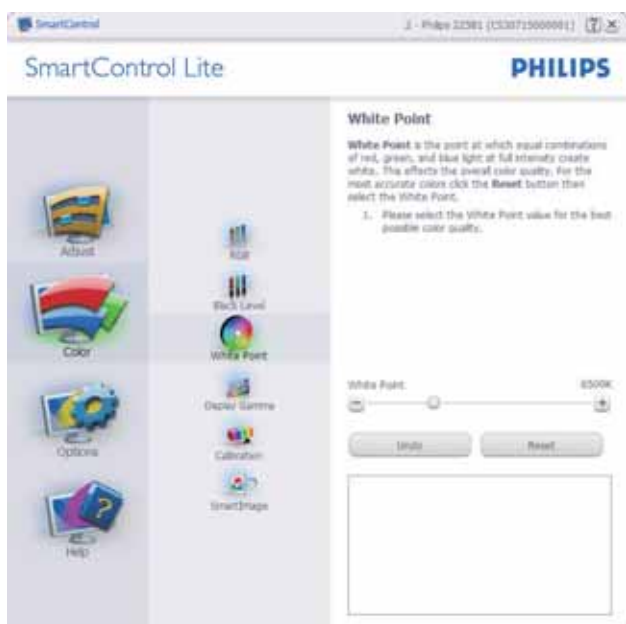 SmartControl
SmartControl Lite
PHILIPS
Adjust
Color
Options
Help
RGB
Black Level
White Point
Display Gamma
Calibration
SmartImage
White Point
White Point is the point at which equal combinations
of red, green, and blue light at full intensity create
white. This effects the overall color quality. For the
most accurate colors click the Reset button then
select the White Point.
1. Please select the White Point value for the best
possible color quality.
White Point 6500K
Undo Reset